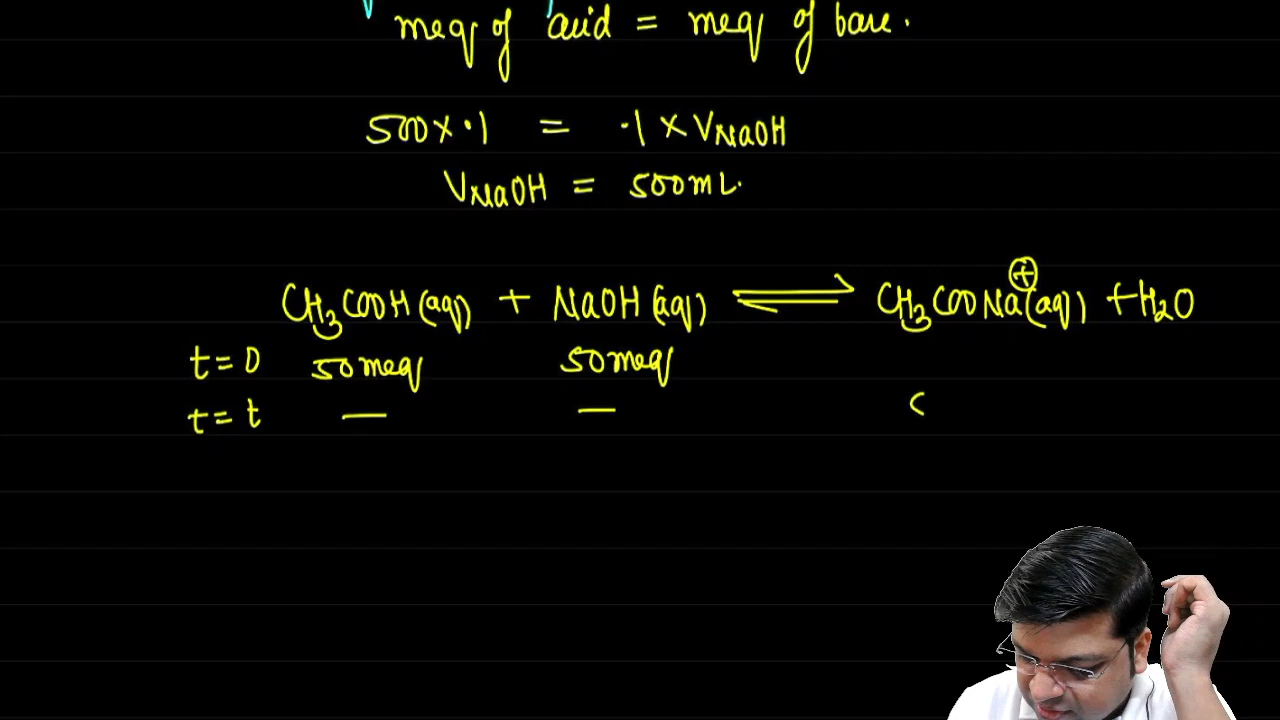 meq of acid = meq of base.
500 × .1 = .1 × VNaOH
VNaOH = 500mL.
CH3COOH(aq) + NaOH(aq) ⇌ CH3COONa⊕(aq) + H2O
t = 0 50meq 50meq
t = t — —